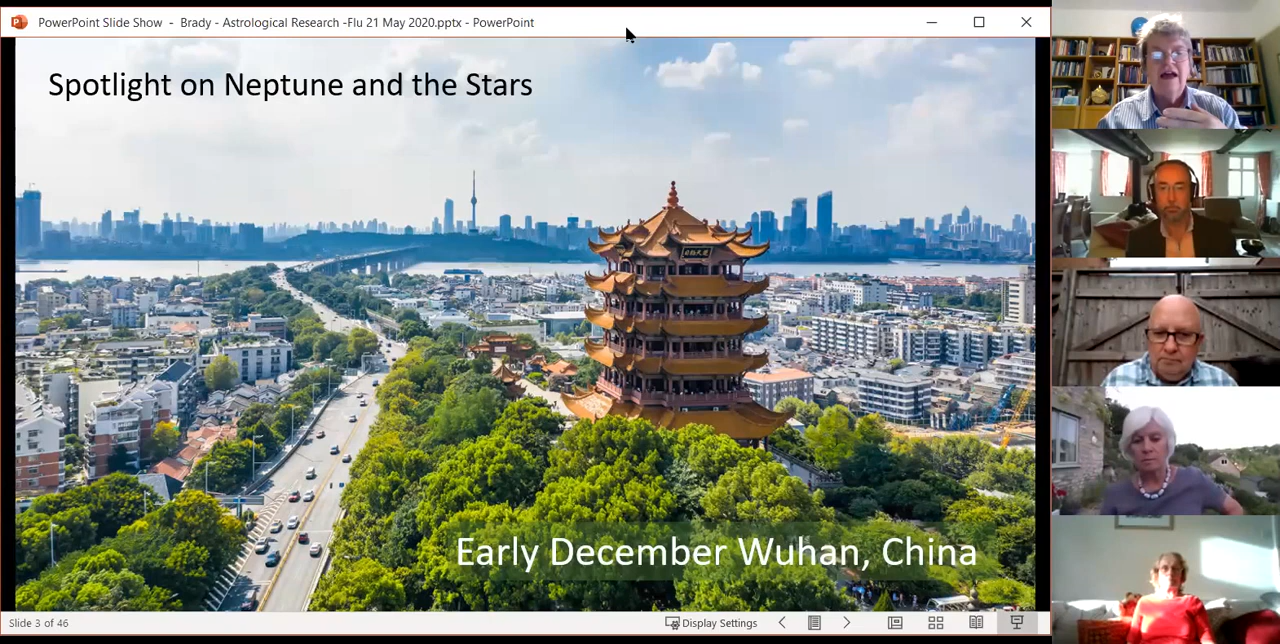 PowerPoint Slide Show - Brady - Astrological Research -Flu 21 May 2020.pptx - PowerPoint
Spotlight on Neptune and the Stars
Early December Wuhan, China
Slide 3 of 46
Display Settings